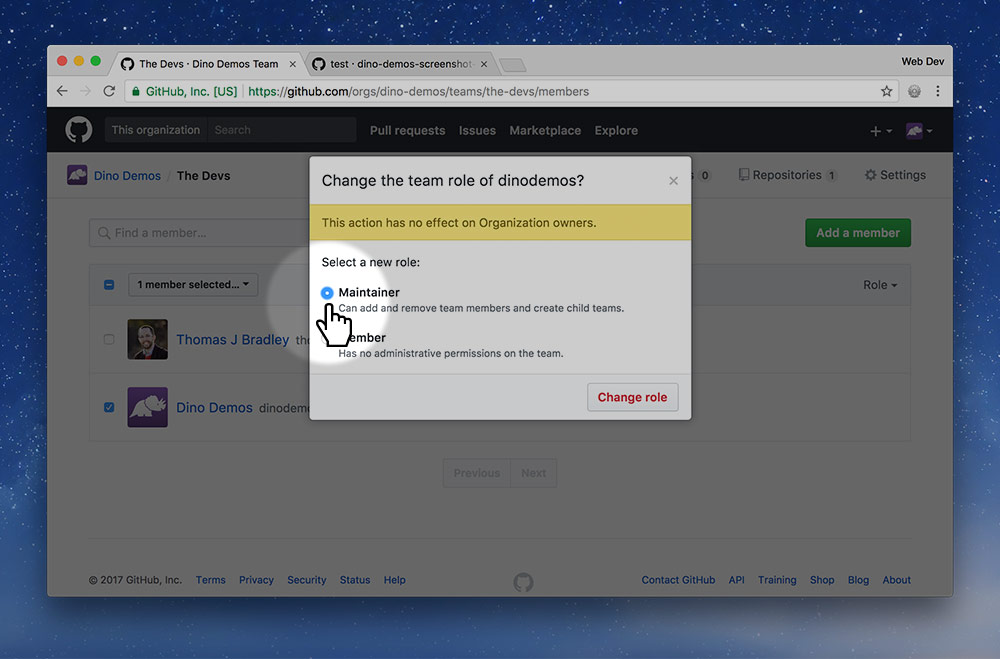 The Devs · Dino Demos Team
test · dino-demos-screenshot
Web Dev
GitHub, Inc. [US] https://github.com/orgs/dino-demos/teams/the-devs/members
This organization Search Pull requests Issues Marketplace Explore
Dino Demos / The Devs
0 Repositories 1 Settings
Change the team role of dinodemos?
This action has no effect on Organization owners.
Find a member...
Add a member
Select a new role:
1 member selected...
Role
Maintainer
Can add and remove team members and create child teams.
Thomas J Bradley
ember
Has no administrative permissions on the team.
Change role
Dino Demos dinodem
Previous Next
© 2017 GitHub, Inc. Terms Privacy Security Status Help
Contact GitHub API Training Shop Blog About